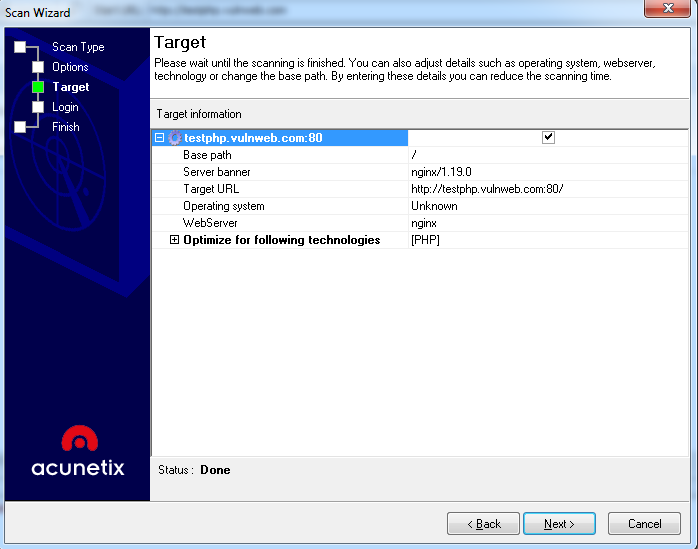 Scan Wizard
Scan Type
Options
Target
Login
Finish
Target
Please wait until the scanning is finished. You can also adjust details such as operating system, webserver,
technology or change the base path. By entering these details you can reduce the scanning time.
Target information
testphp.vulnweb.com:80
Base path /
Server banner nginx/1.19.0
Target URL http://testphp.vulnweb.com:80/
Operating system Unknown
WebServer nginx
Optimize for following technologies [PHP]
acunetix
Status : Done
< Back Next > Cancel